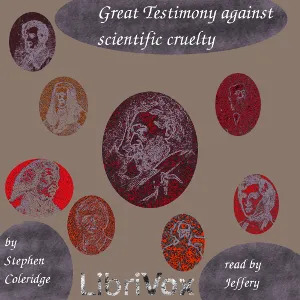 Great Testimony against
scientific cruelty
by
Stephen
Coleridge
read by
Jeffery
LibriVox